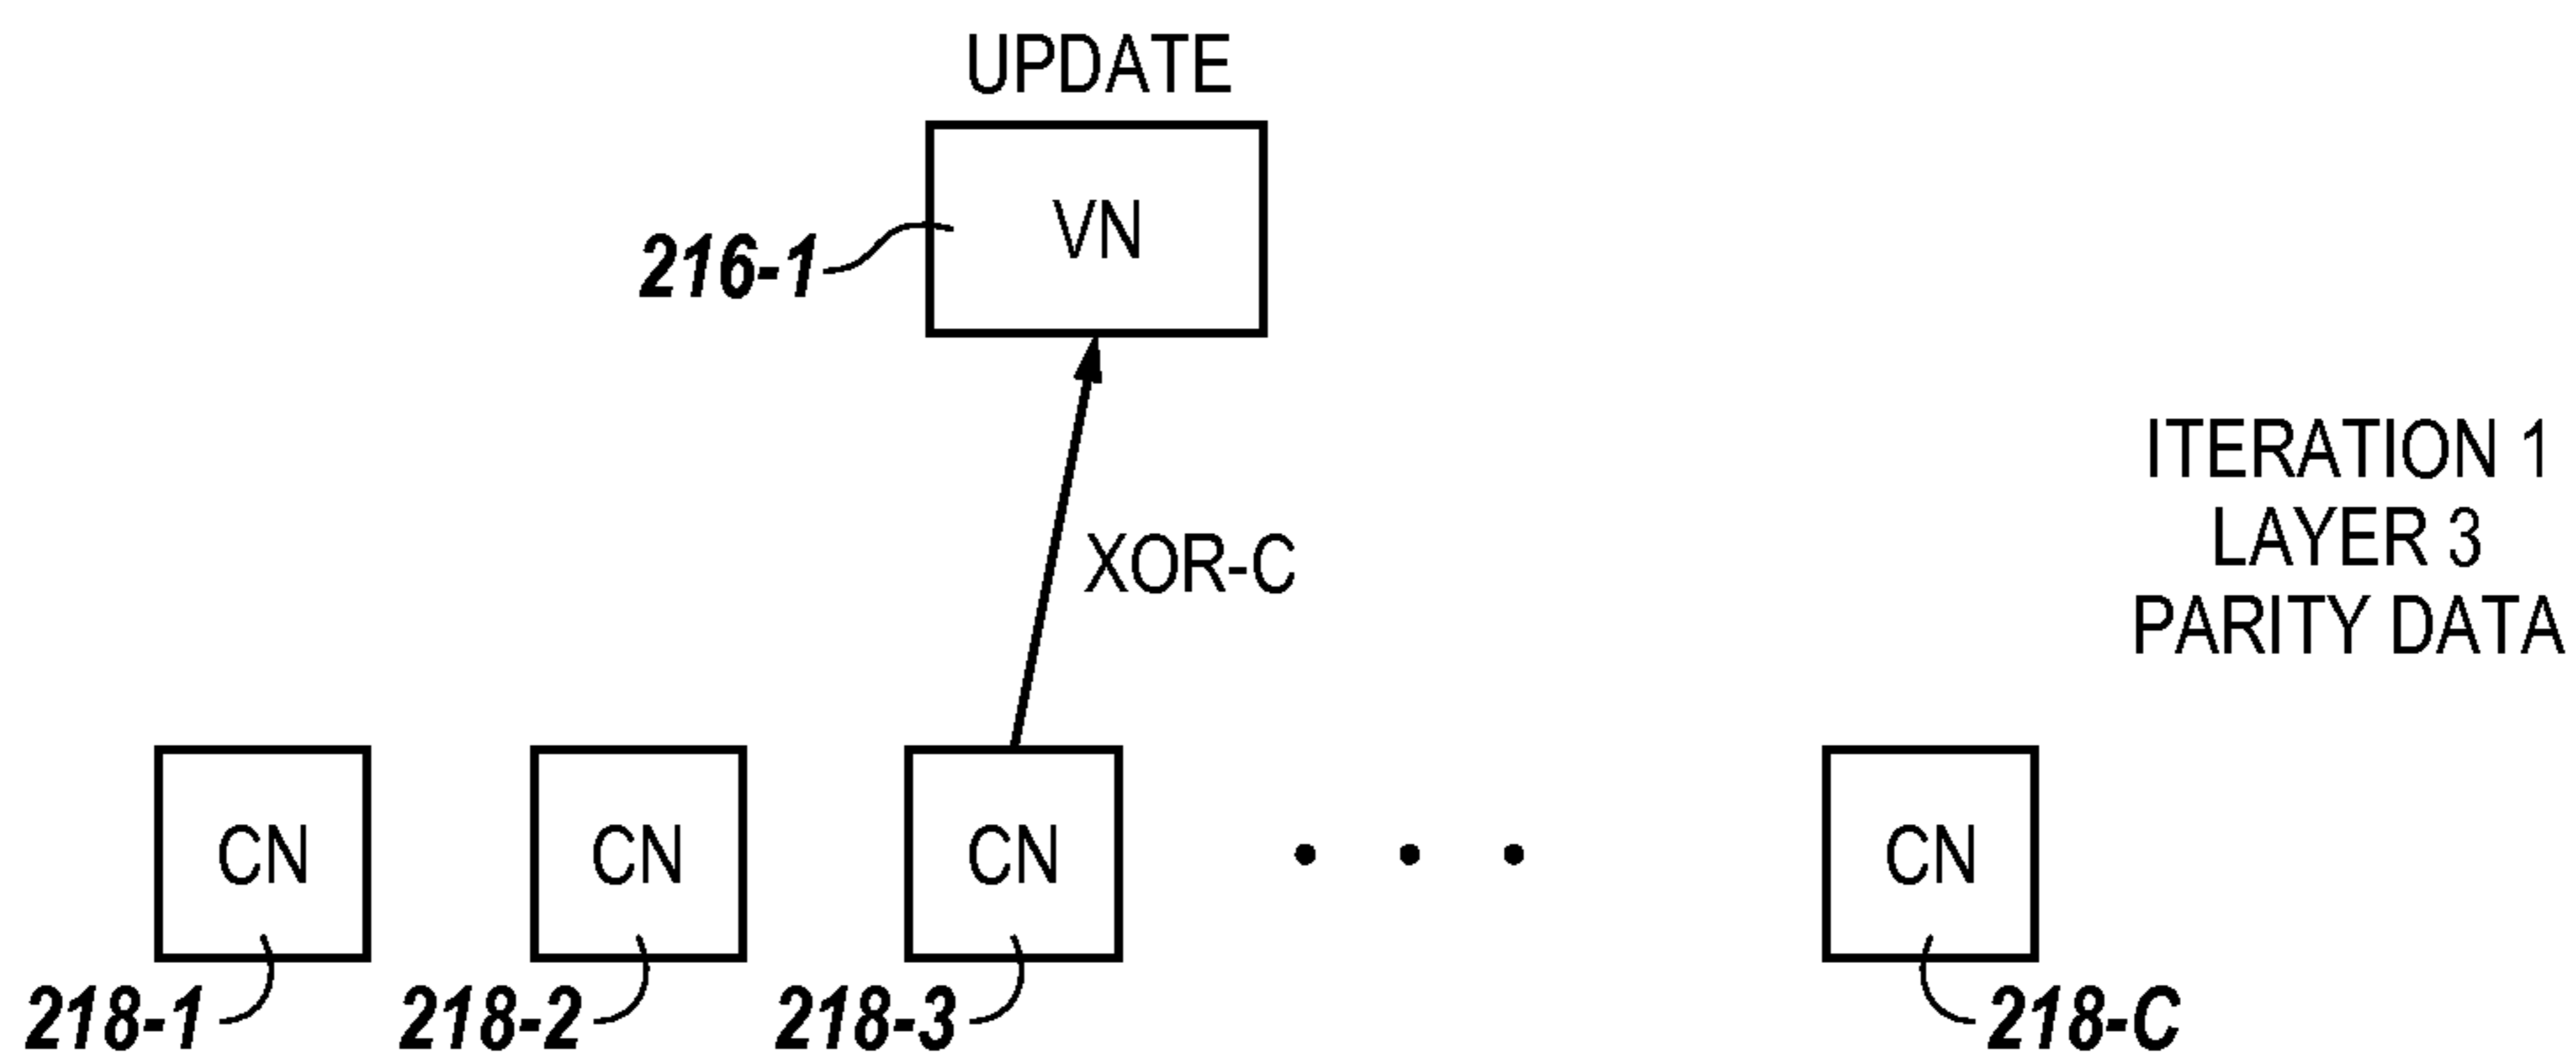 UPDATE
VN
216-1
XOR-C
ITERATION 1
LAYER 3
PARITY DATA
CN
CN
CN
CN
218-1
218-2
218-3
218-C